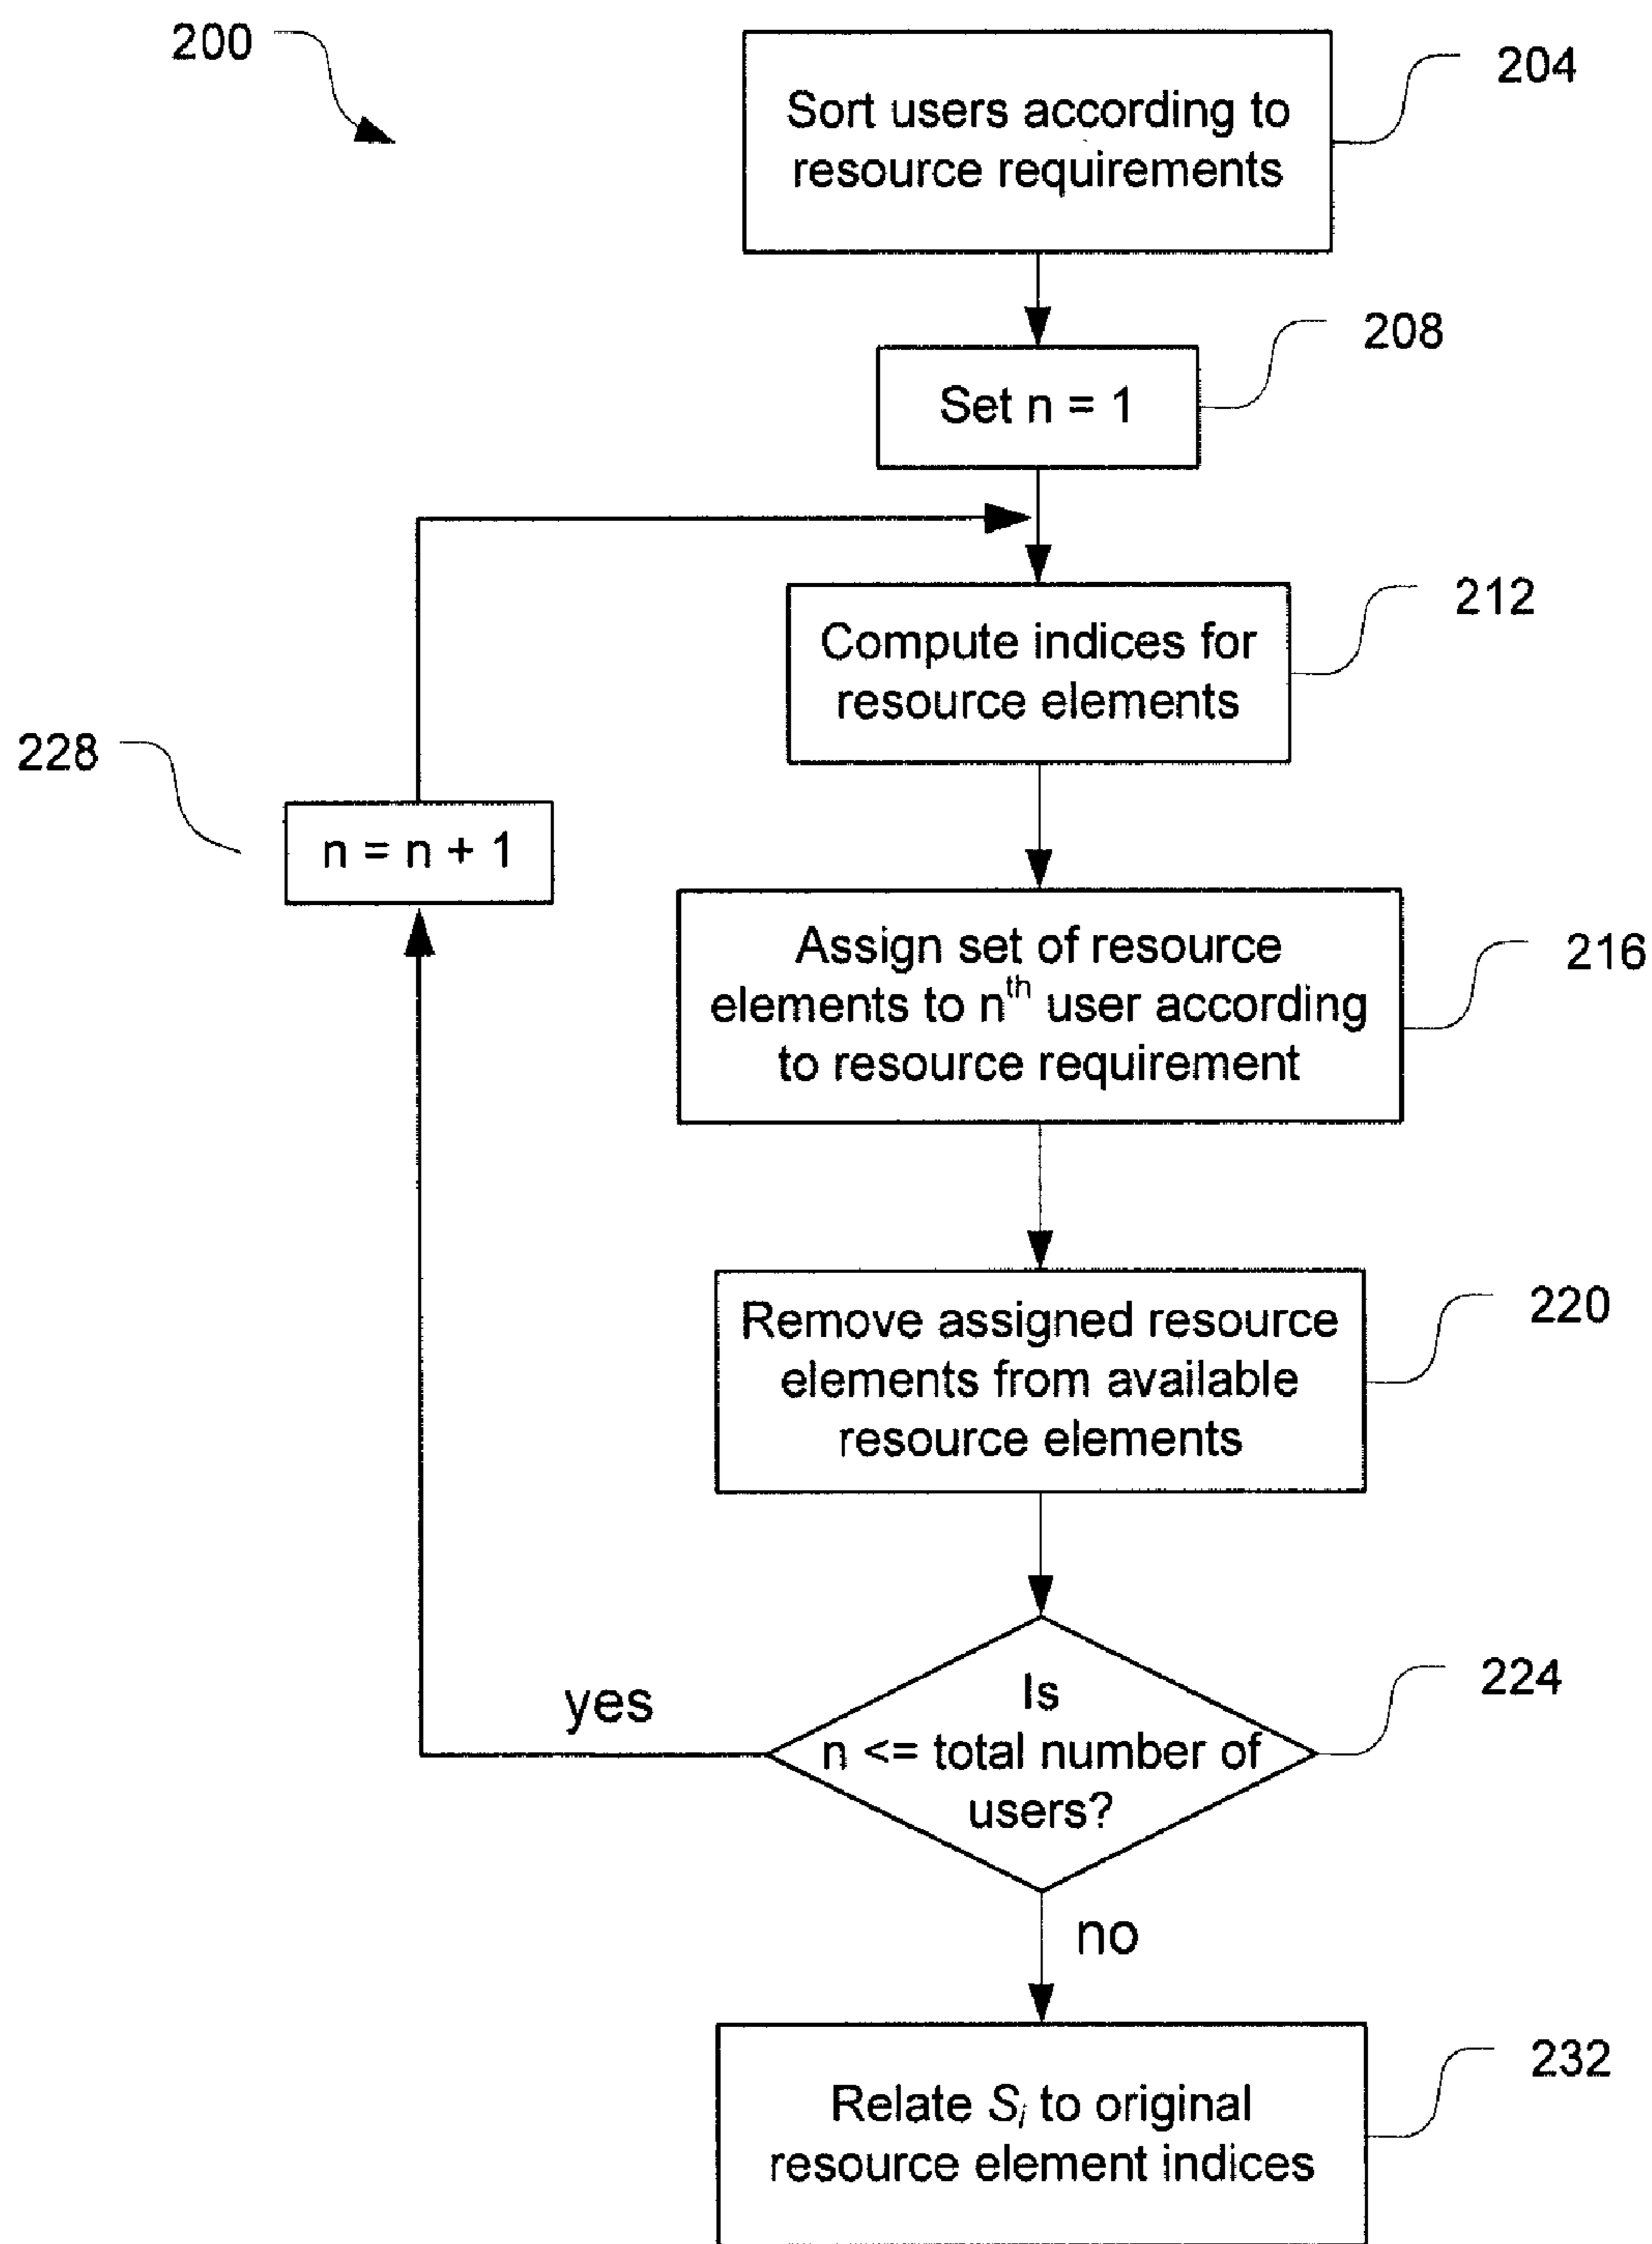 200
204
Sort users according to
resource requirements
208
Set n = 1
212
Compute indices for
resource elements
228
n = n + 1
216
Assign set of resource
elements to nth user according
to resource requirement
220
Remove assigned resource
elements from available
resource elements
224
Is
n <= total number of
users?
yes
no
232
Relate Si to original
resource element indices